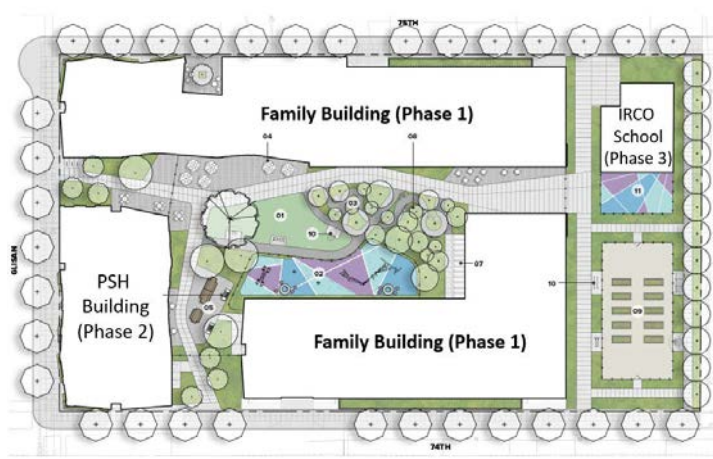 75TH
Family Building (Phase 1)
04
08
IRCO
School
(Phase 3)
11
03
01
10
GLISAN
PSH
Building
(Phase 2)
02
07
05
10
09
Family Building (Phase 1)
74TH